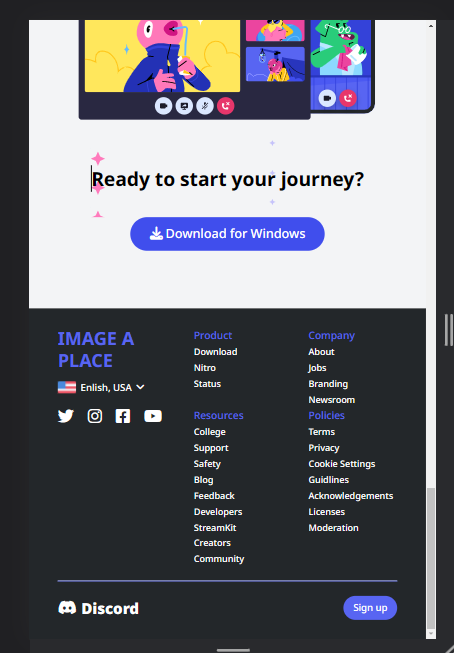 Ready to start your journey?
Download for Windows
IMAGE A
PLACE
Enlish, USA
Product
Download
Nitro
Status
Resources
College
Support
Safety
Blog
Feedback
Developers
StreamKit
Creators
Community
Company
About
Jobs
Branding
Newsroom
Policies
Terms
Privacy
Cookie Settings
Guidlines
Acknowledgements
Licenses
Moderation
Discord
Sign up